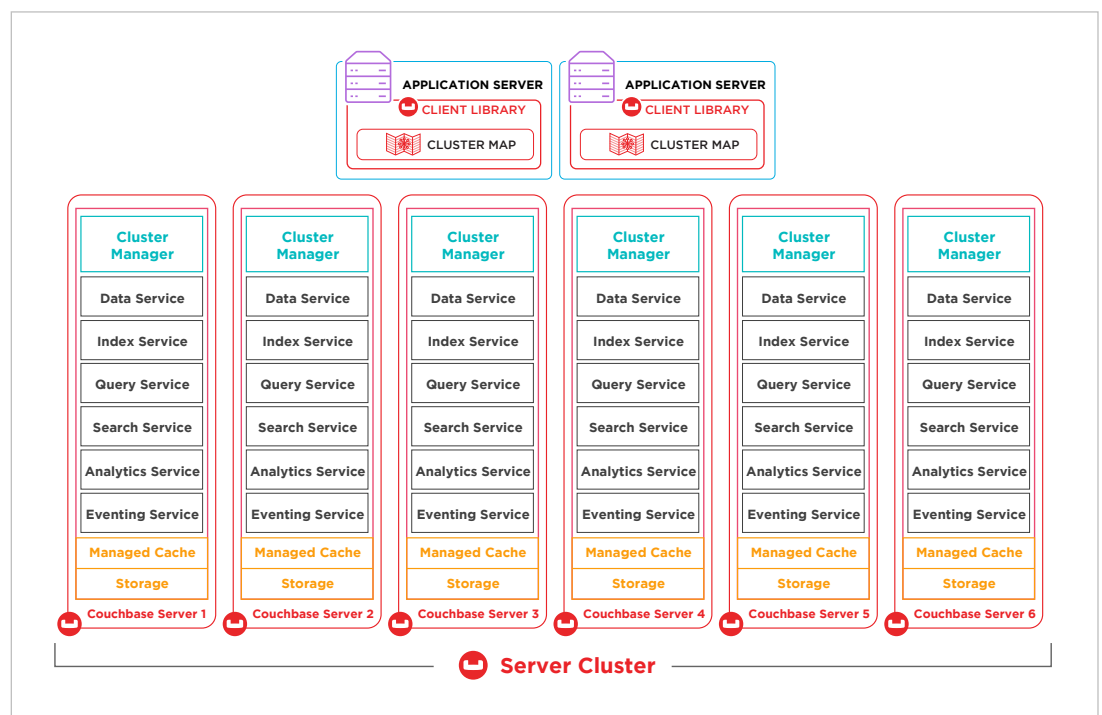 APPLICATION SERVER
CLIENT LIBRARY
CLUSTER MAP
APPLICATION SERVER
CLIENT LIBRARY
CLUSTER MAP
Cluster
Manager
Data Service
Index Service
Query Service
Search Service
Analytics Service
Eventing Service
Managed Cache
Storage
Couchbase Server 1
Cluster
Manager
Data Service
Index Service
Query Service
Search Service
Analytics Service
Eventing Service
Managed Cache
Storage
Couchbase Server 2
Cluster
Manager
Data Service
Index Service
Query Service
Search Service
Analytics Service
Eventing Service
Managed Cache
Storage
Couchbase Server 3
Cluster
Manager
Data Service
Index Service
Query Service
Search Service
Analytics Service
Eventing Service
Managed Cache
Storage
Couchbase Server 4
Cluster
Manager
Data Service
Index Service
Query Service
Search Service
Analytics Service
Eventing Service
Managed Cache
Storage
Couchbase Server 5
Cluster
Manager
Data Service
Index Service
Query Service
Search Service
Analytics Service
Eventing Service
Managed Cache
Storage
Couchbase Server 6
Server Cluster